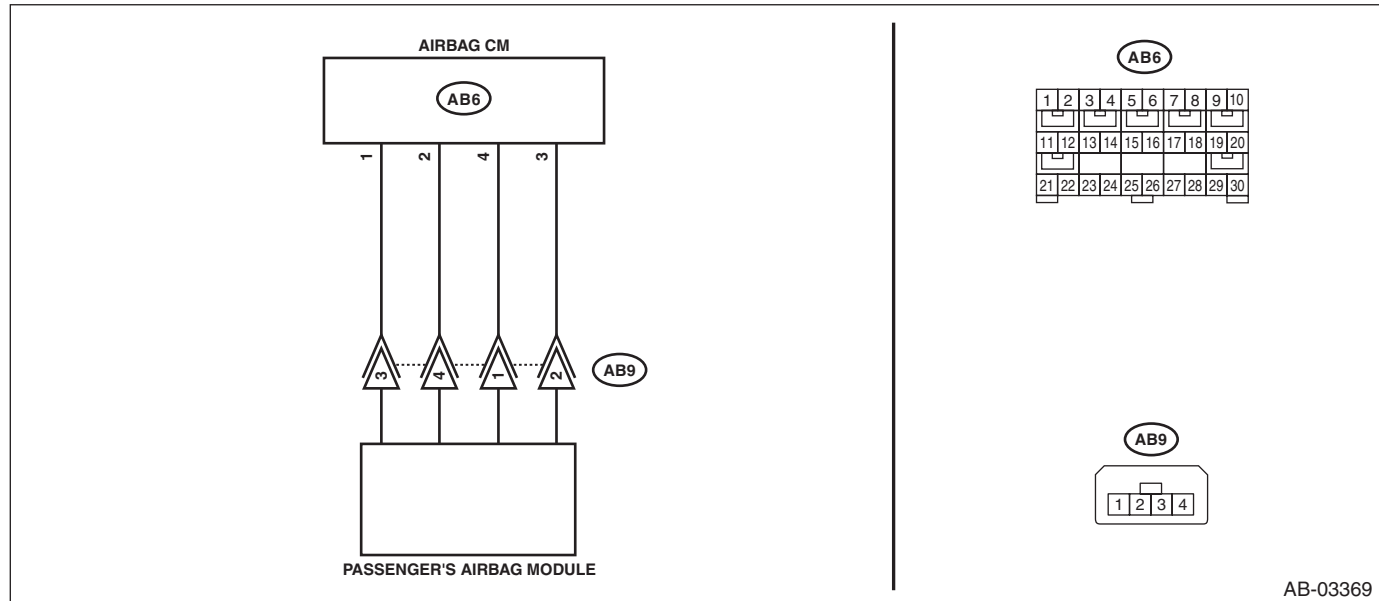 AIRBAG CM
AB6
1 2 4 3
3 4 1 2
AB9
PASSENGER'S AIRBAG MODULE
AB6
1 2 3 4 5 6 7 8 9 10
11 12 13 14 15 16 17 18 19 20
21 22 23 24 25 26 27 28 29 30
AB9
1 2 3 4
AB-03369